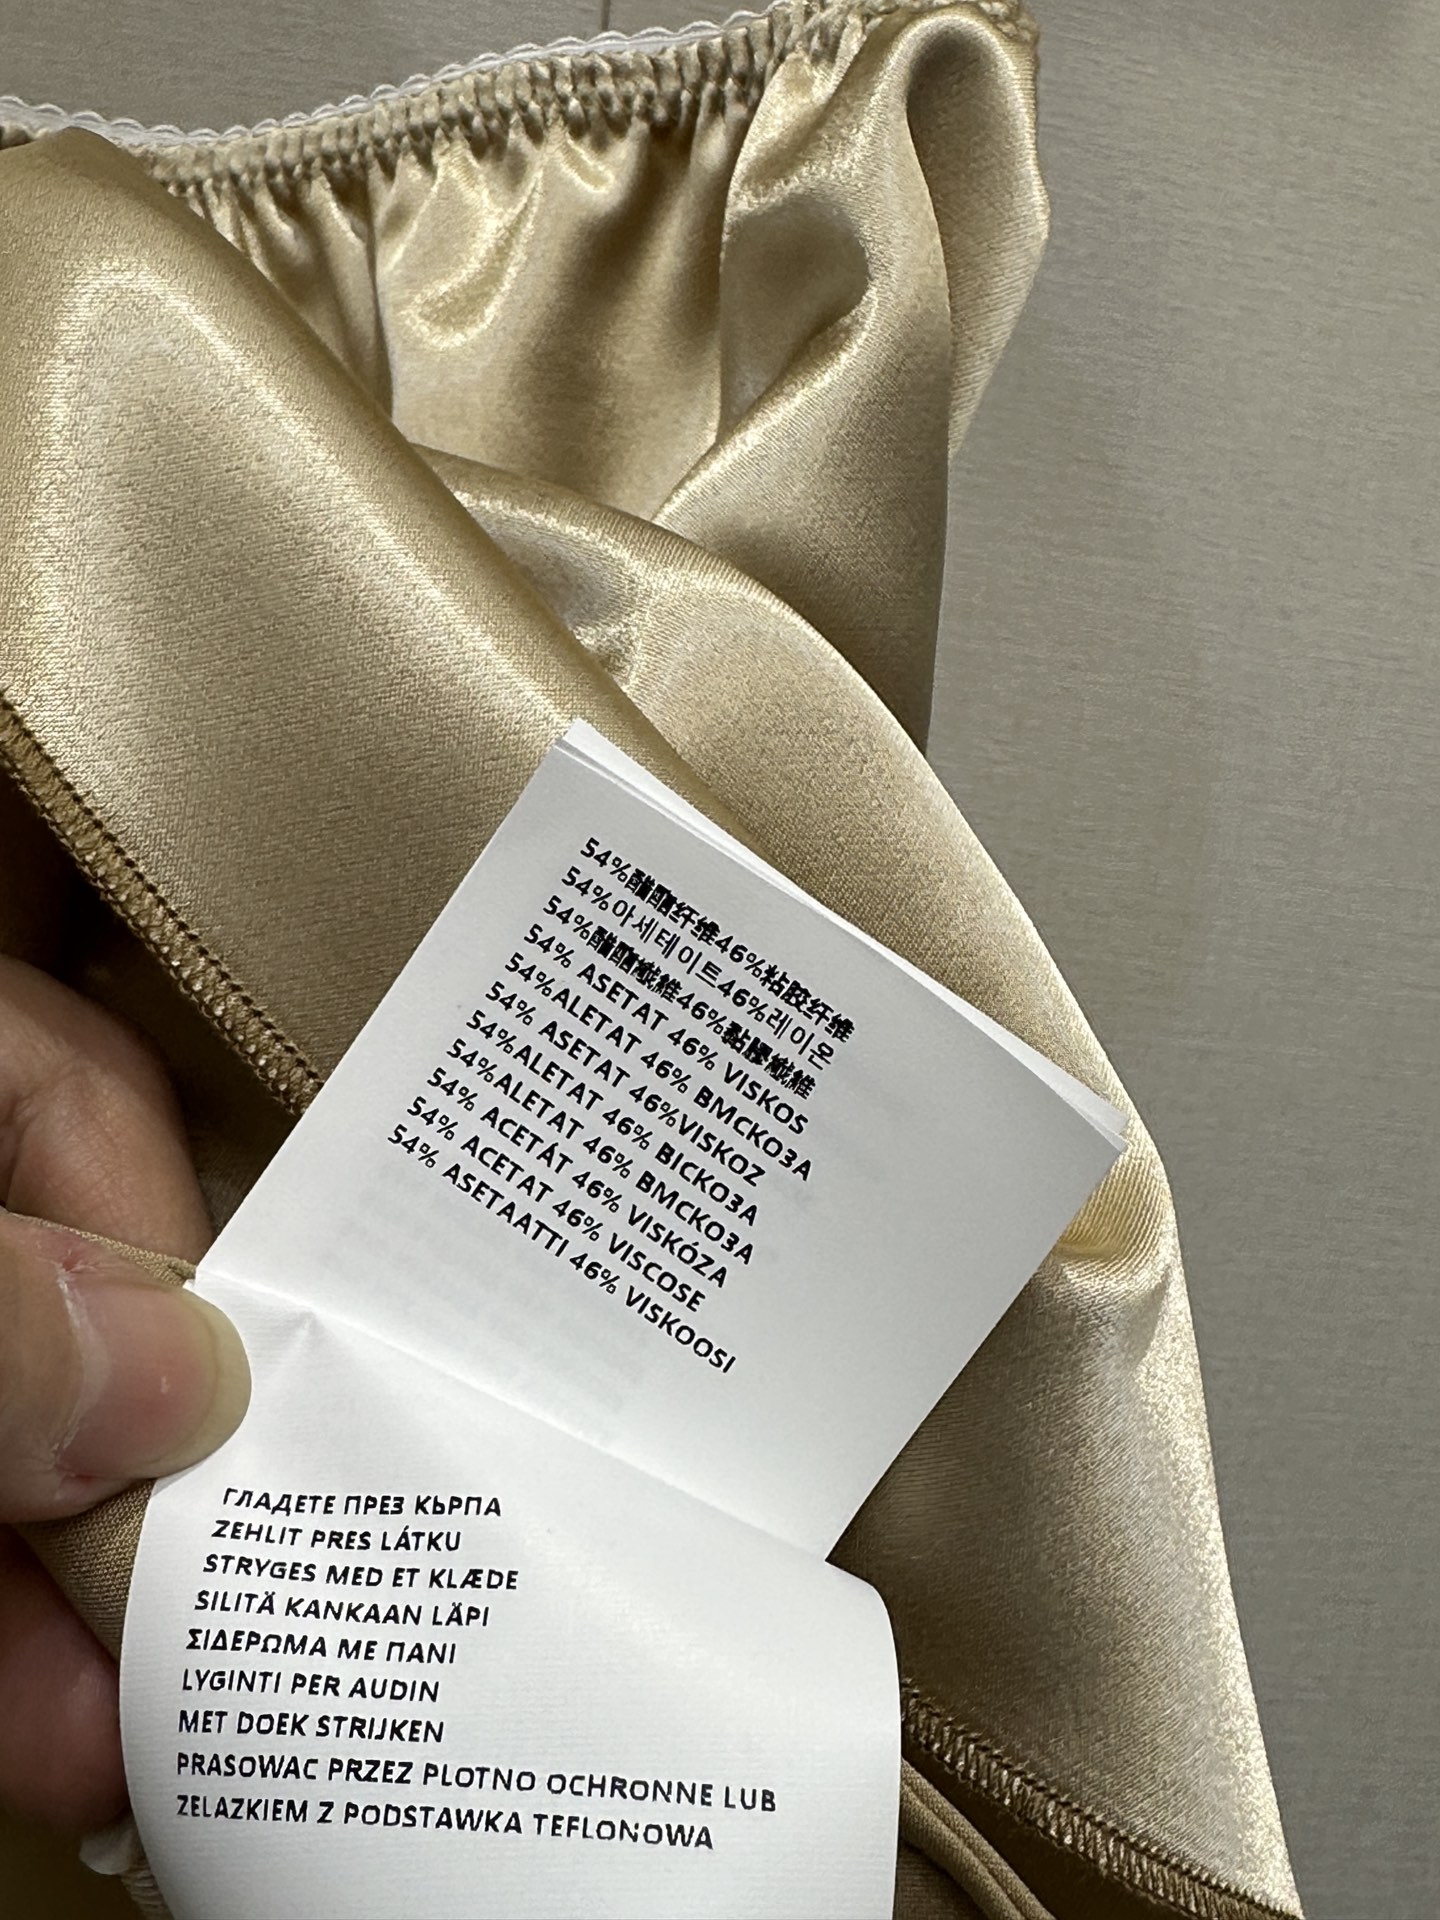 54%醋酯纤维46%粘胶纤维
54%아세테이트46%레이온
54%醋酯纖維46%黏膠纖維
54% ASETAT 46% VISKOS
54%ALETAT 46% ВМСКОЗА
54% ASETAT 46%VISKOZ
54%ALETAT 46% ВІСКОЗА
54%ALETAT 46% ВМСКОЗА
54% ACETÁT 46% VISKÓZA
54% ACETAT 46% VISCOSE
54% ASETAATTI 46% VISKOOSI
ГЛАДЕТЕ ПРЕЗ КЪРПА
ZEHLIT PRES LÁTKU
STRYGES MED ET KLÆDE
SILITÄ KANKAAN LÄPI
ΣΙΔΕΡΩΜΑ ΜΕ ΠΑΝΙ
LYGINTI PER AUDIN
MET DOEK STRIJKEN
PRASOWAC PRZEZ PLOTNO OCHRONNE LUB
ZELAZKIEM Z PODSTAWKA TEFLONOWA